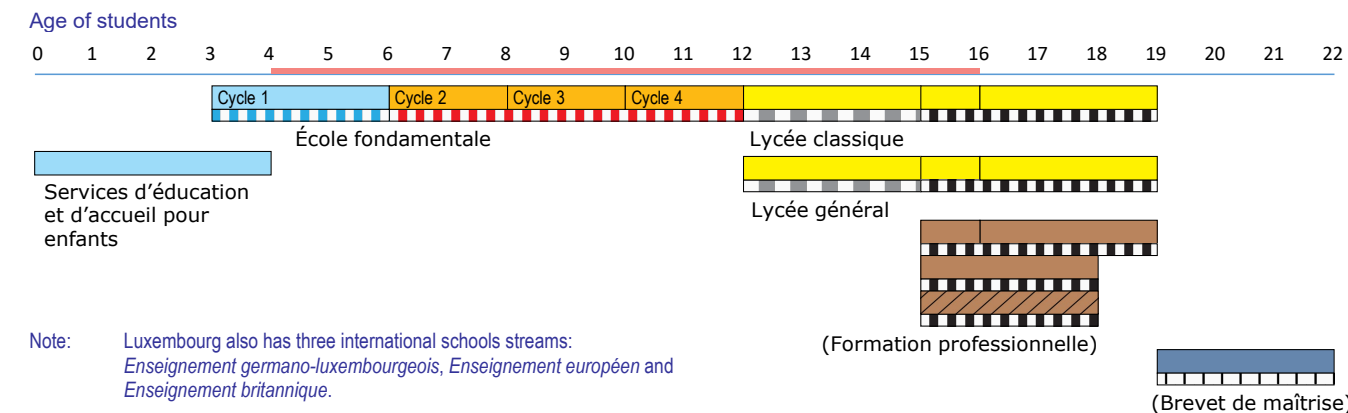 Age of students
0 1 2 3 4 5 6 7 8 9 10 11 12 13 14 15 16 17 18 19 20 21 22
Cycle 1 Cycle 2 Cycle 3 Cycle 4
École fondamentale Lycée classique
Services d'éducation
et d'accueil pour
enfants
Lycée général
(Formation professionnelle)
Note: Luxembourg also has three international schools streams:
Enseignement germano-luxembourgeois, Enseignement européen and
Enseignement britannique.
(Brevet de maîtrise)